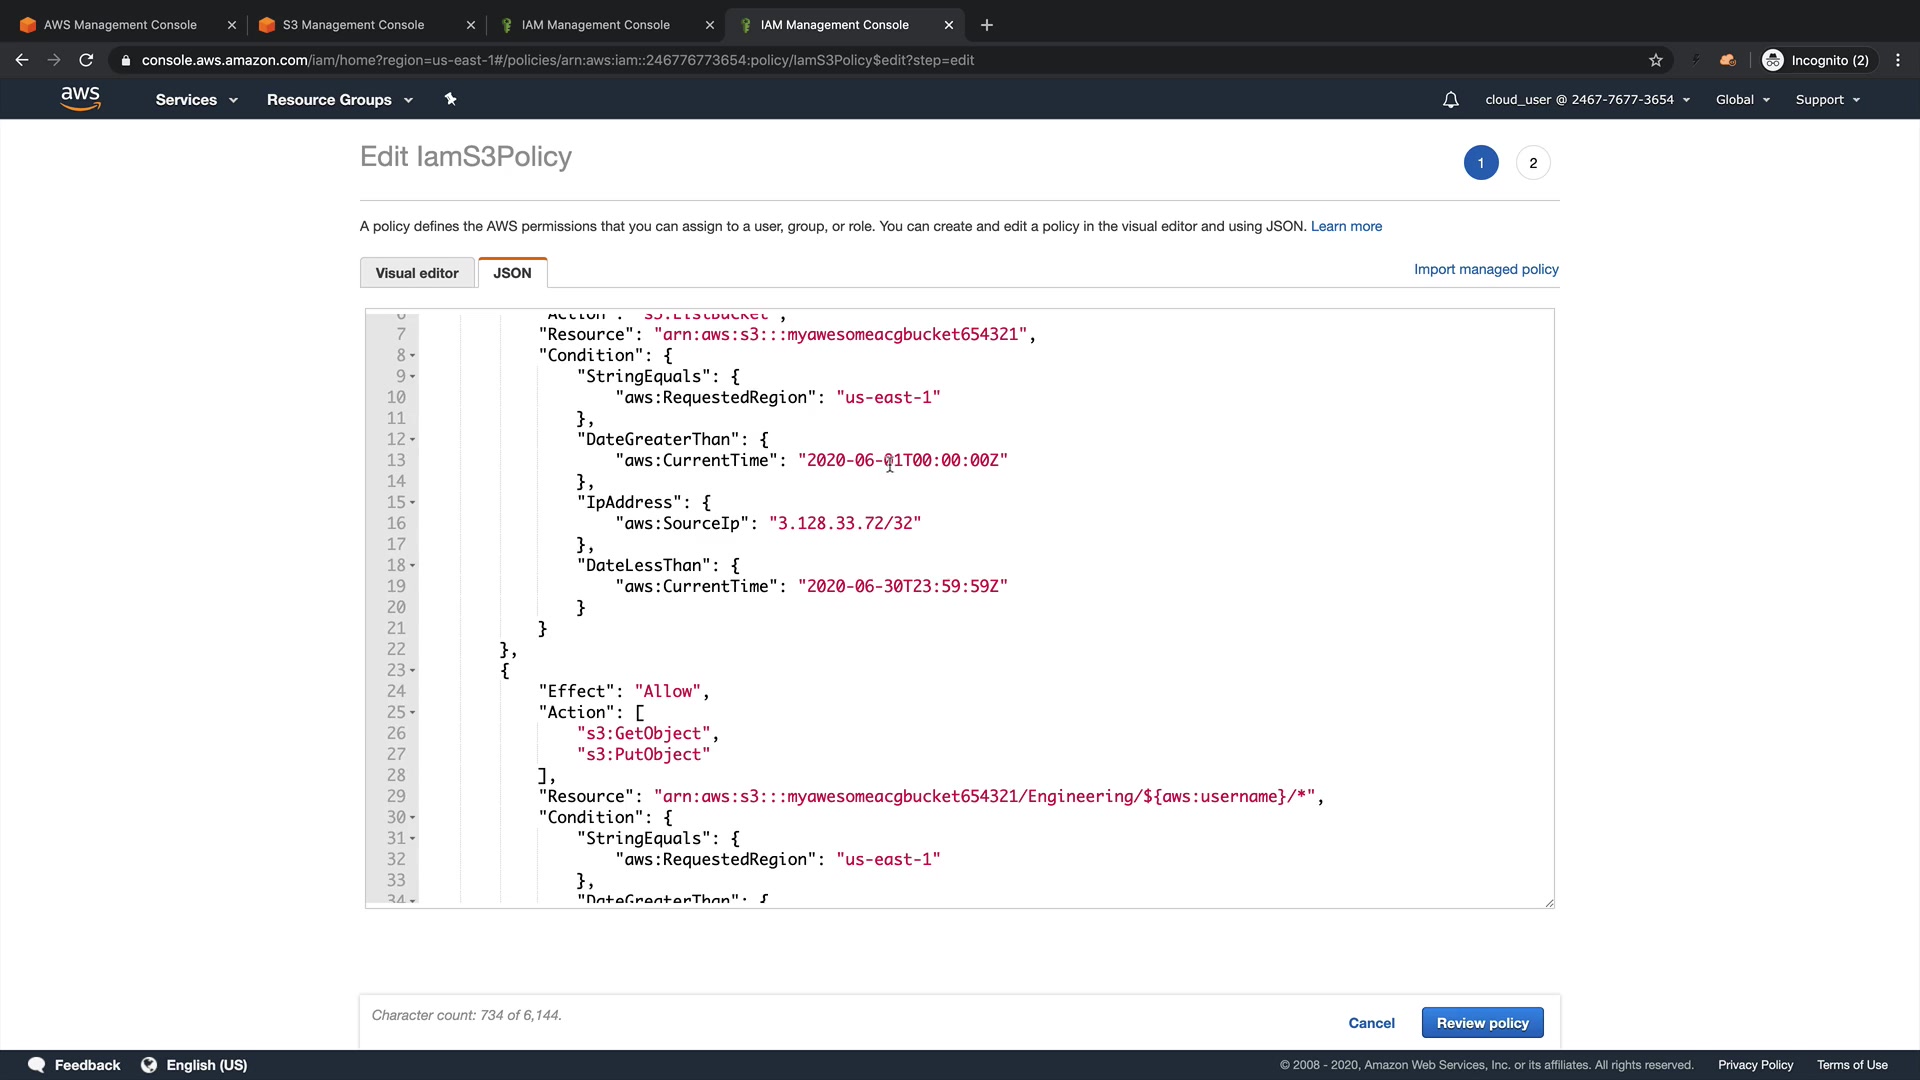 AWS Management Console
S3 Management Console
IAM Management Console
IAM Management Console
console.aws.amazon.com/iam/home?region=us-east-1#/policies/arn:aws:iam::246776773654:policy/IamS3Policy$edit?step=edit
Incognito (2)
aws Services Resource Groups cloud_user @ 2467-7677-3654 Global Support
Edit IamS3Policy
1 2
A policy defines the AWS permissions that you can assign to a user, group, or role. You can create and edit a policy in the visual editor and using JSON. Learn more
Visual editor JSON Import managed policy
6 "Action": "s3:ListBucket",
7 "Resource": "arn:aws:s3:::myawesomeacgbucket654321",
8 "Condition": {
9 "StringEquals": {
10 "aws:RequestedRegion": "us-east-1"
11 },
12 "DateGreaterThan": {
13 "aws:CurrentTime": "2020-06-01T00:00:00Z"
14 },
15 "IpAddress": {
16 "aws:SourceIp": "3.128.33.72/32"
17 },
18 "DateLessThan": {
19 "aws:CurrentTime": "2020-06-30T23:59:59Z"
20 }
21 }
22 },
23 {
24 "Effect": "Allow",
25 "Action": [
26 "s3:GetObject",
27 "s3:PutObject"
28 ],
29 "Resource": "arn:aws:s3:::myawesomeacgbucket654321/Engineering/${aws:username}/*",
30 "Condition": {
31 "StringEquals": {
32 "aws:RequestedRegion": "us-east-1"
33 },
34 "DateGreaterThan": {
Character count: 734 of 6,144.
Cancel Review policy
Feedback English (US) © 2008 - 2020, Amazon Web Services, Inc. or its affiliates. All rights reserved. Privacy Policy Terms of Use